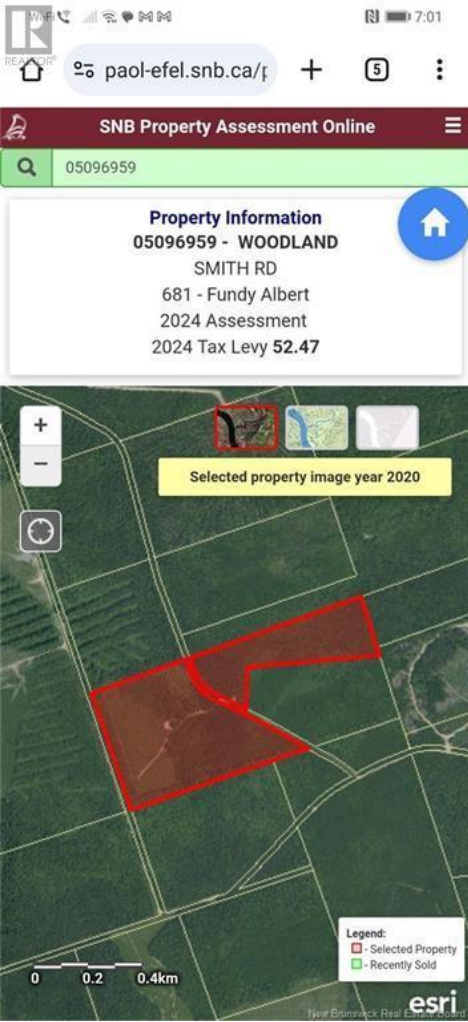 Wi-Fi
7:01
REALTOR®
paol-efel.snb.ca/p
5
SNB Property Assessment Online
05096959
Property Information
05096959 - WOODLAND
SMITH RD
681 - Fundy Albert
2024 Assessment
2024 Tax Levy 52.47
+
Selected property image year 2020
−
Legend:
- Selected Property
- Recently Sold
0 0.2 0.4km
esri
New Brunswick Real Estate Board